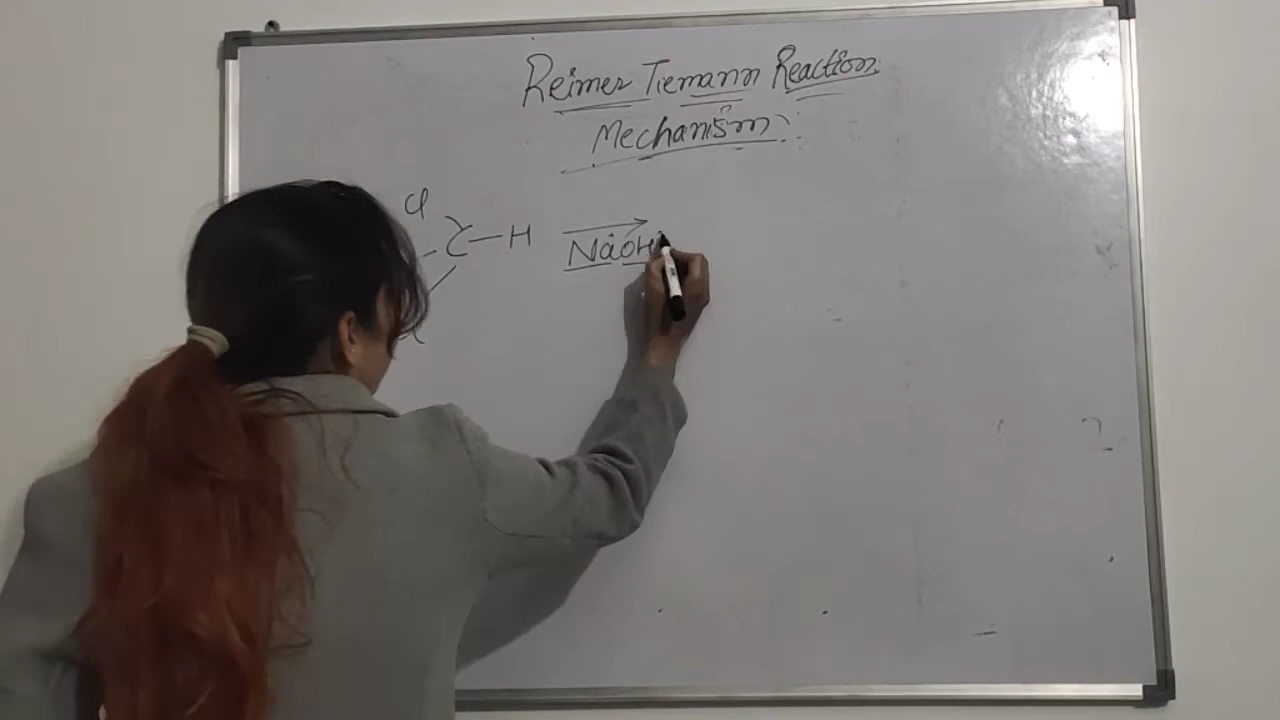 Reimer Tiemann Reaction
Mechanism
Cl
C—H
NaOH